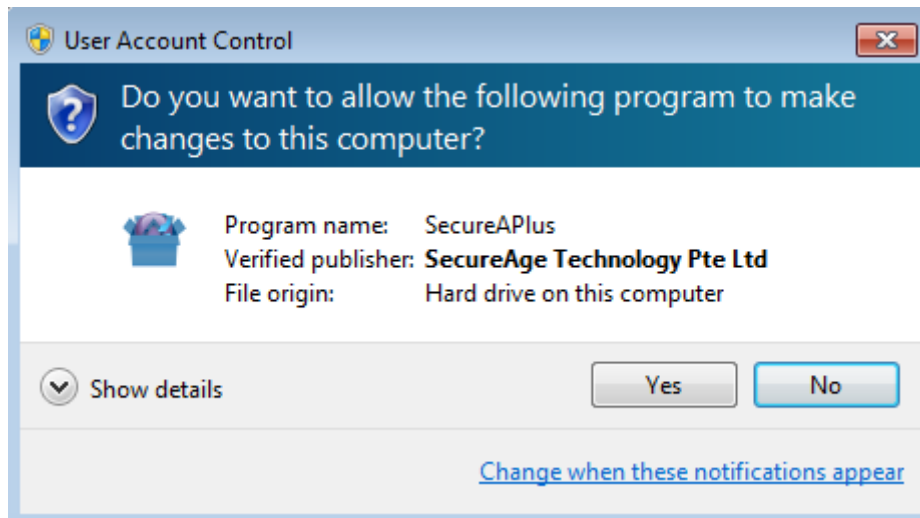 User Account Control
Do you want to allow the following program to make
changes to this computer?
Program name: SecureAPlus
Verified publisher: SecureAge Technology Pte Ltd
File origin: Hard drive on this computer
Show details
Yes
No
Change when these notifications appear